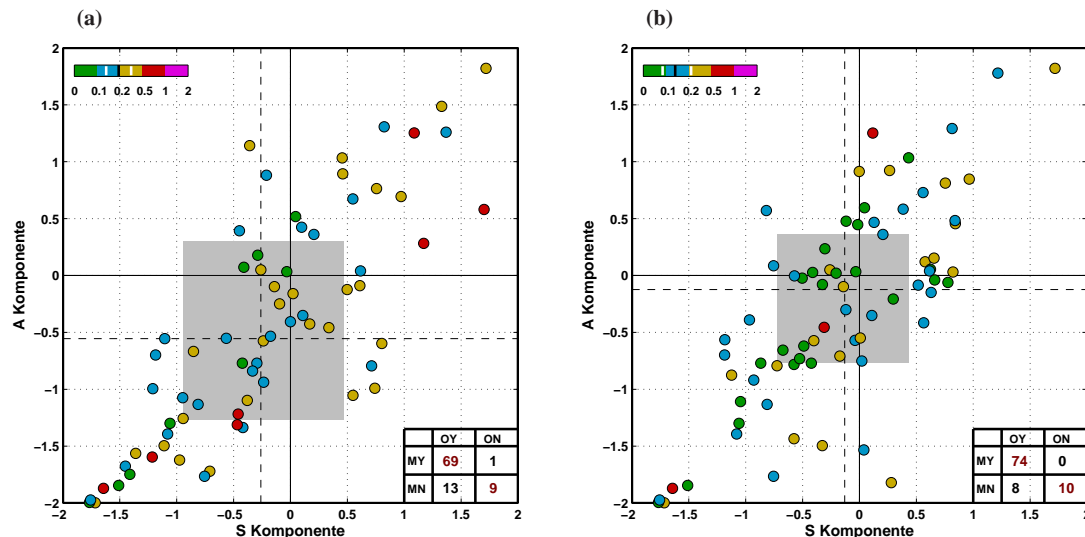 (a)
(b)
2
1.5
1
0.5
0
−0.5
−1
−1.5
−2
A Komponente
0 0.1 0.2 0.5 1 2
OY ON
MY 69 1
MN 13 9
−2 −1.5 −1 −0.5 0 0.5 1 1.5 2
S Komponente
2
1.5
1
0.5
0
−0.5
−1
−1.5
−2
A Komponente
0 0.1 0.2 0.5 1 2
OY ON
MY 74 0
MN 8 10
−2 −1.5 −1 −0.5 0 0.5 1 1.5 2
S Komponente